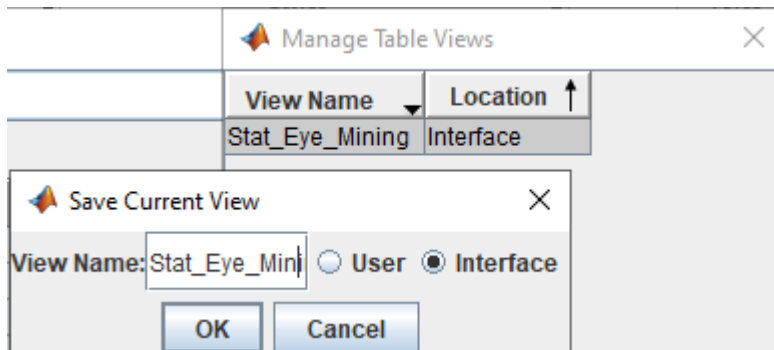 Manage Table Views
View Name Location
Stat_Eye_Mining Interface
Save Current View
View Name: Stat_Eye_Mini User Interface
OK Cancel